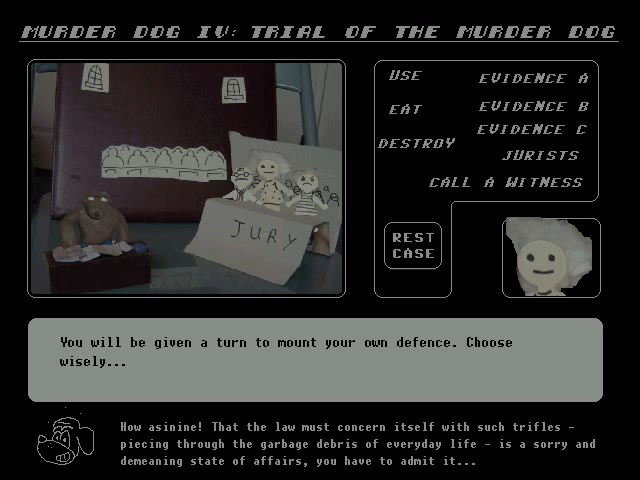 MURDER DOG IV: TRIAL OF THE MURDER DOG
USE
EAT
DESTROY
EVIDENCE A
EVIDENCE B
EVIDENCE C
JURISTS
CALL A WITNESS
JURY
REST
CASE
You will be given a turn to mount your own defence. Choose
wisely...
How asinine! That the law must concern itself with such trifles -
piecing through the garbage debris of everyday life - is a sorry and
demeaning state of affairs, you have to admit it...